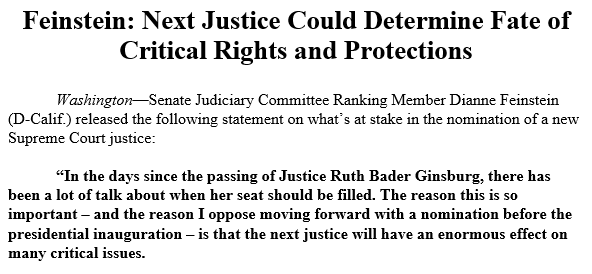 Feinstein: Next Justice Could Determine Fate of
Critical Rights and Protections
Washington—Senate Judiciary Committee Ranking Member Dianne Feinstein
(D-Calif.) released the following statement on what's at stake in the nomination of a new
Supreme Court justice:
“In the days since the passing of Justice Ruth Bader Ginsburg, there has
been a lot of talk about when her seat should be filled. The reason this is so
important – and the reason I oppose moving forward with a nomination before the
presidential inauguration – is that the next justice will have an enormous effect on
many critical issues.